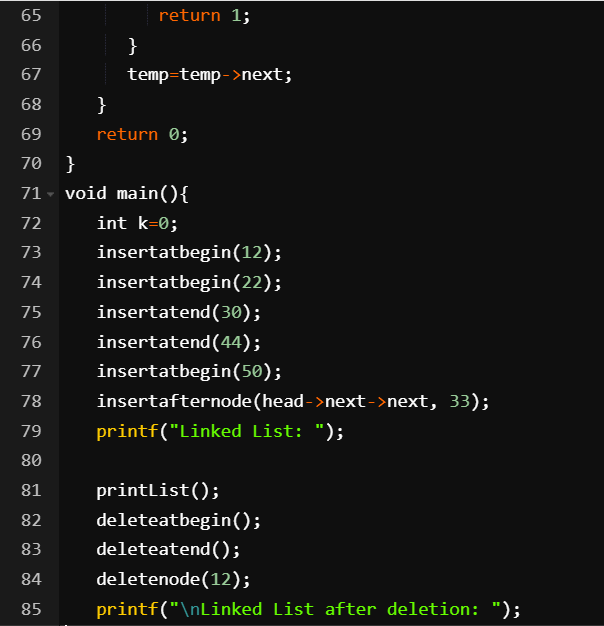 65 return 1;
66 }
67 temp=temp->next;
68 }
69 return 0;
70 }
71 void main(){
72 int k=0;
73 insertatbegin(12);
74 insertatbegin(22);
75 insertatend(30);
76 insertatend(44);
77 insertatbegin(50);
78 insertafternode(head->next->next, 33);
79 printf("Linked List: ");
80
81 printList();
82 deleteatbegin();
83 deleteatend();
84 deletenode(12);
85 printf("\nLinked List after deletion: ");